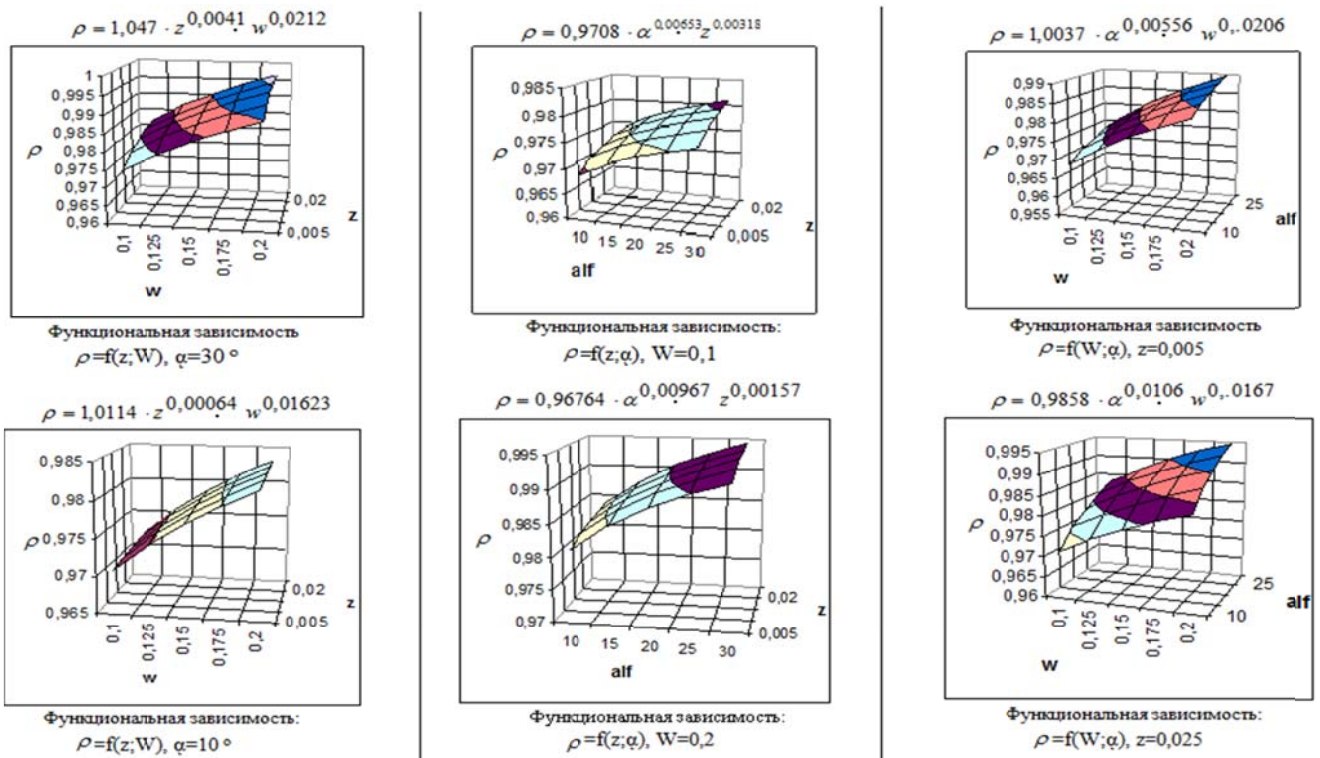 ρ = 1,047 · z^0,0041 · w^0,0212
1
0,995
0,99
0,985
0,98
0,975
0,97
0,965
0,96
ρ
0,1
0,125
0,15
0,175
0,2
w
0,02
0,005
z
Функциональная зависимость
ρ=f(z;W), α=30 °
ρ = 0,9708 · α^0,00653 · z^0,00318
0,985
0,98
0,975
0,97
0,965
0,96
ρ
10 15 20 25 30
alf
0,02
0,005
z
Функциональная зависимость:
ρ=f(z;α), W=0,1
ρ = 1,0037 · α^0,00556 · w^0,.0206
0,99
0,985
0,98
0,975
0,97
0,965
0,96
0,955
ρ
0,1
0,125
0,15
0,175
0,2
w
25
10
alf
Функциональная зависимость
ρ=f(W;α), z=0,005
ρ = 1,0114 · z^0,00064 · w^0,01623
0,985
0,98
0,975
0,97
0,965
ρ
0,1
0,125
0,15
0,175
0,2
w
0,02
0,005
z
Функциональная зависимость:
ρ=f(z;W), α=10 °
ρ = 0,96764 · α^0,00967 · z^0,00157
0,995
0,99
0,985
0,98
0,975
0,97
ρ
10 15 20 25 30
alf
0,02
0,005
z
Функциональная зависимость:
ρ=f(z;α), W=0,2
ρ = 0,9858 · α^0,0106 · w^0,.0167
0,995
0,99
0,985
0,98
0,975
0,97
0,965
0,96
ρ
0,1
0,125
0,15
0,175
0,2
w
25
10
alf
Функциональная зависимость:
ρ=f(W;α), z=0,025